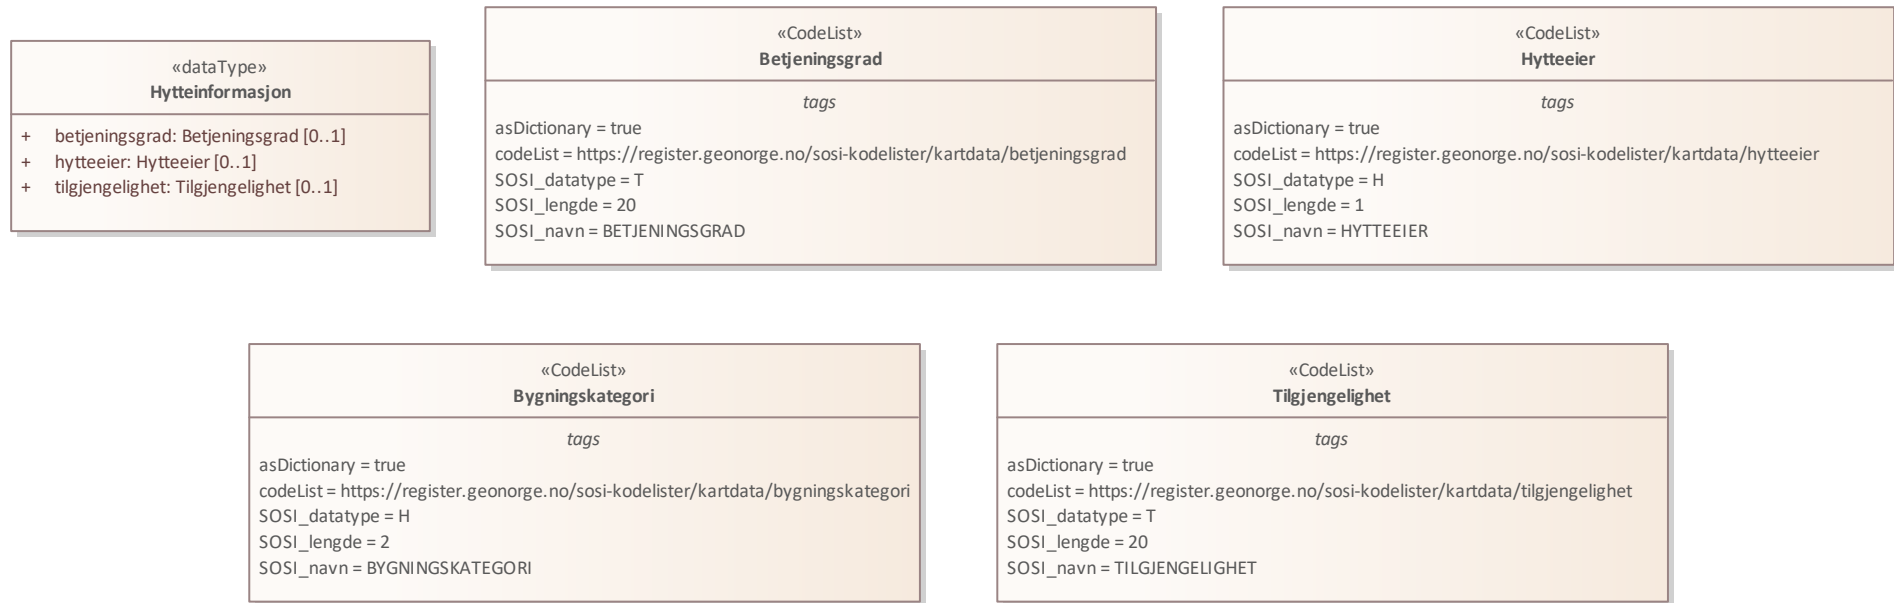 «dataType»
Hytteinformasjon
+ betjeningsgrad: Betjeningsgrad [0..1]
+ hytteeier: Hytteeier [0..1]
+ tilgjengelighet: Tilgjengelighet [0..1]
«CodeList»
Betjeningsgrad
tags
asDictionary = true
codeList = https://register.geonorge.no/sosi-kodelister/kartdata/betjeningsgrad
SOSI_datatype = T
SOSI_lengde = 20
SOSI_navn = BETJENINGSGRAD
«CodeList»
Hytteeier
tags
asDictionary = true
codeList = https://register.geonorge.no/sosi-kodelister/kartdata/hytteeier
SOSI_datatype = H
SOSI_lengde = 1
SOSI_navn = HYTTEEIER
«CodeList»
Bygningskategori
tags
asDictionary = true
codeList = https://register.geonorge.no/sosi-kodelister/kartdata/bygningskategori
SOSI_datatype = H
SOSI_lengde = 2
SOSI_navn = BYGNINGSKATEGORI
«CodeList»
Tilgjengelighet
tags
asDictionary = true
codeList = https://register.geonorge.no/sosi-kodelister/kartdata/tilgjengelighet
SOSI_datatype = T
SOSI_lengde = 20
SOSI_navn = TILGJENGELIGHET